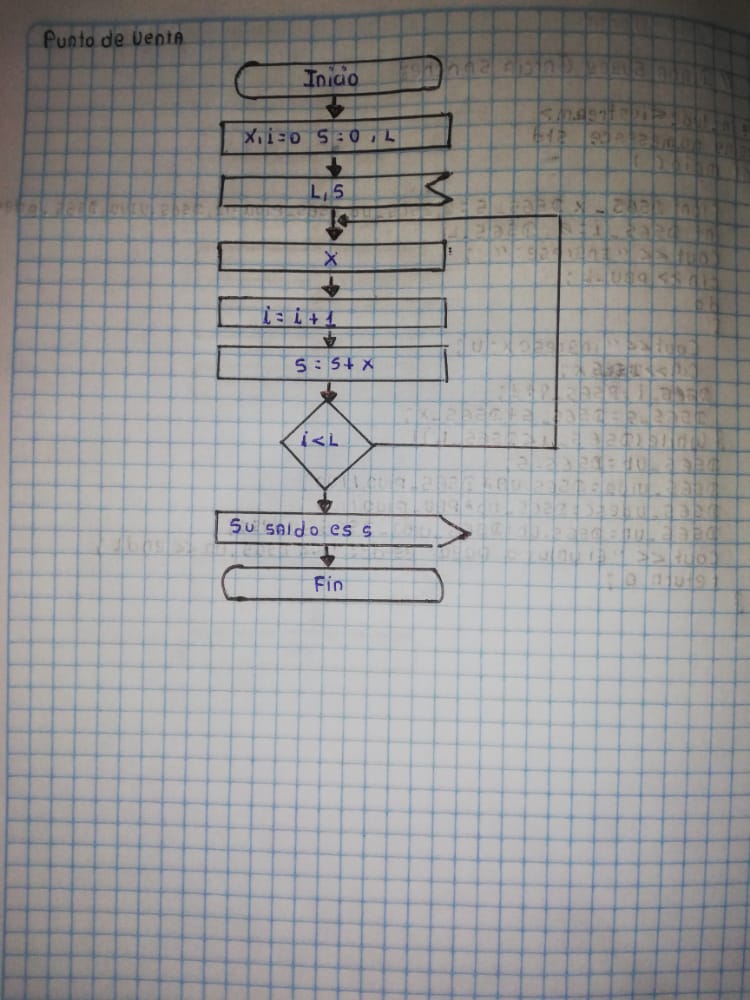 Punto de Venta
Inicio
x, i=0 S=0, L
L, S
x
i = i + 1
S = S + x
i < L
Su saldo es s
Fin